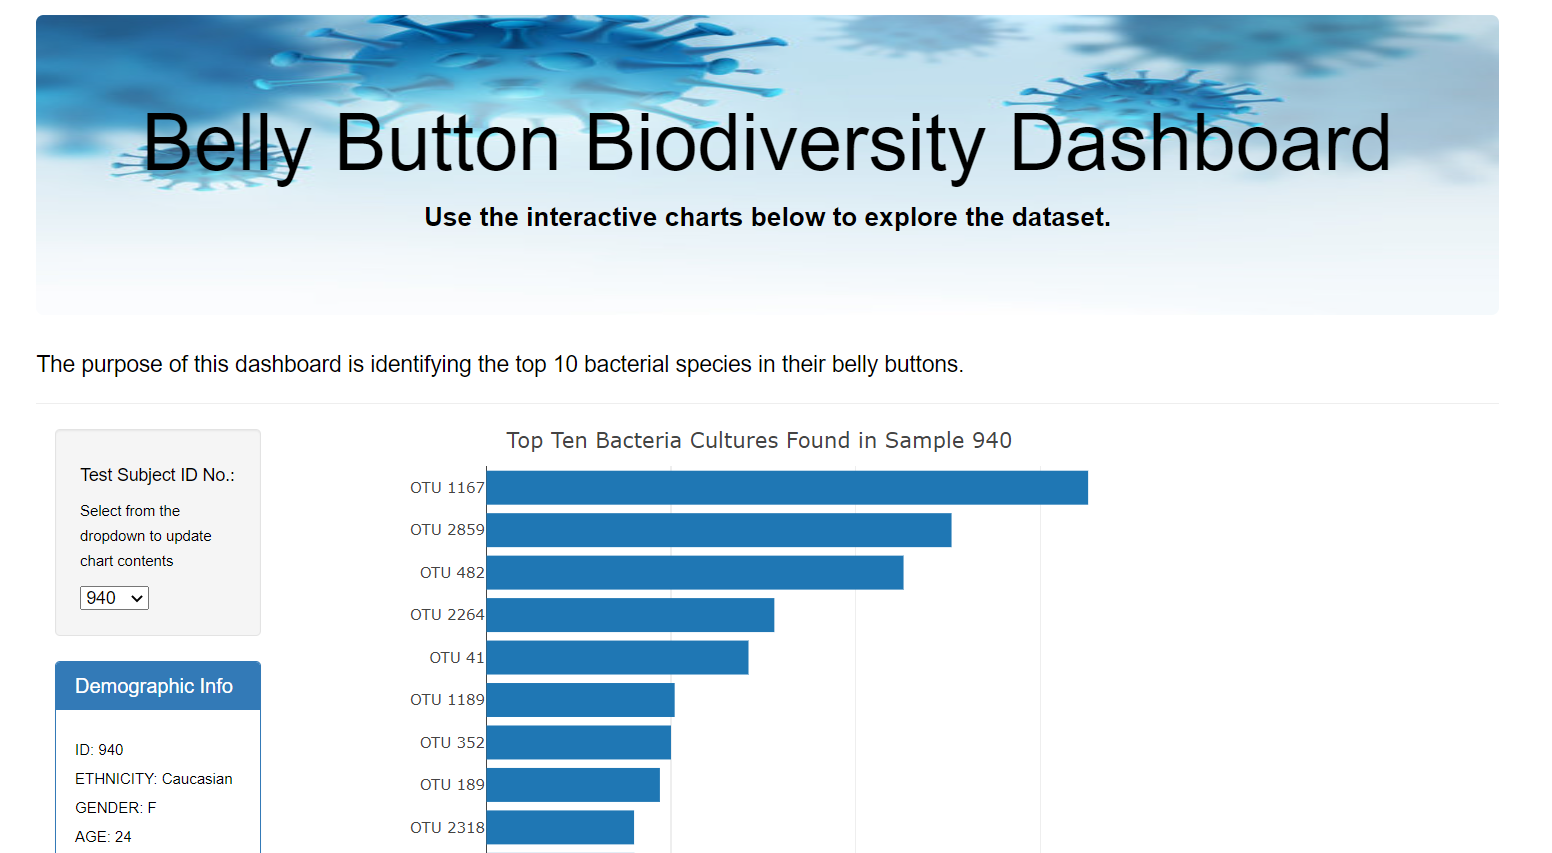 Belly Button Biodiversity Dashboard
Use the interactive charts below to explore the dataset.
The purpose of this dashboard is identifying the top 10 bacterial species in their belly buttons.
Test Subject ID No.:
Select from the
dropdown to update
chart contents
940
Demographic Info
ID: 940
ETHNICITY: Caucasian
GENDER: F
AGE: 24
Top Ten Bacteria Cultures Found in Sample 940
OTU 1167
OTU 2859
OTU 482
OTU 2264
OTU 41
OTU 1189
OTU 352
OTU 189
OTU 2318